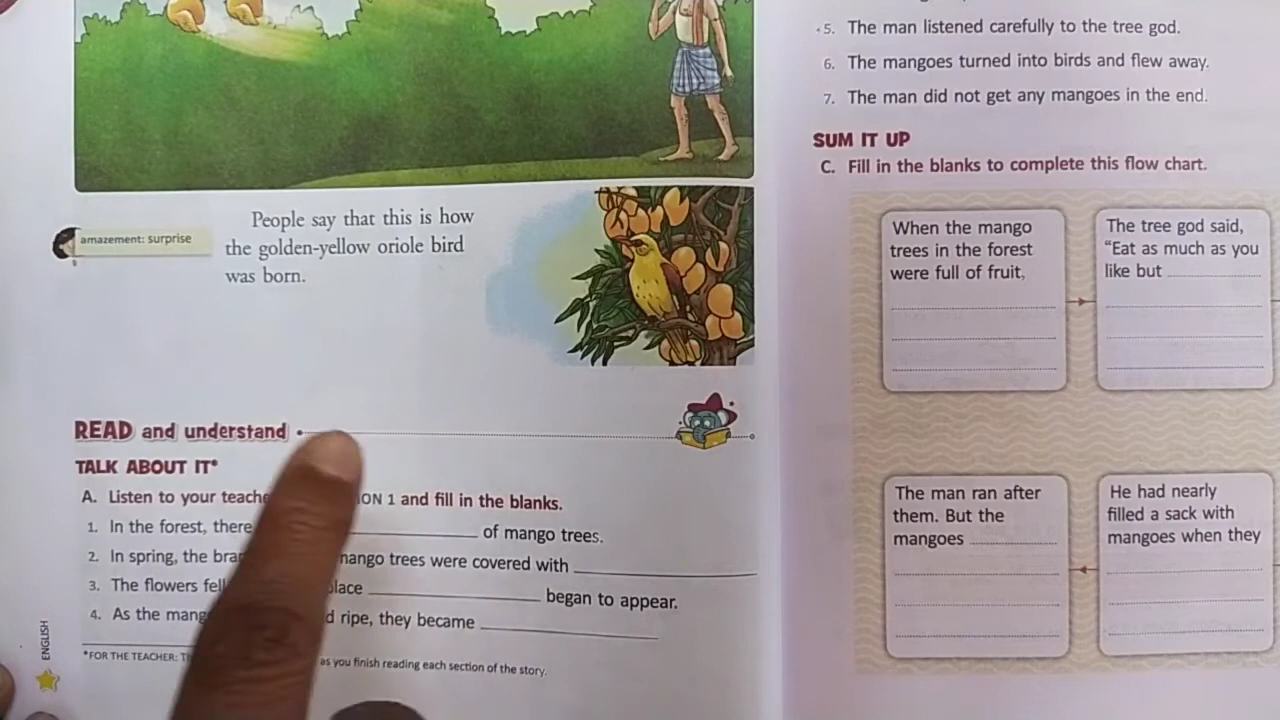 amazement: surprise
People say that this is how
the golden-yellow oriole bird
was born.
READ and understand
TALK ABOUT IT*
A. Listen to your ION 1 and fill in the blanks.
1. In the forest, there of mango trees.
2. In spring, the mango trees were covered with
3. The flowers began to appear.
4. As the ripe, they became
*FOR THE TEACHER: as you finish reading each section of the story.
ENGLISH
5. The man listened carefully to the tree god.
6. The mangoes turned into birds and flew away.
7. The man did not get any mangoes in the end.
SUM IT UP
C. Fill in the blanks to complete this flow chart.
When the mango
trees in the forest
were full of fruit,
The tree god said,
“Eat as much as you
like but
The man ran after
them. But the
mangoes
He had nearly
filled a sack with
mangoes when they